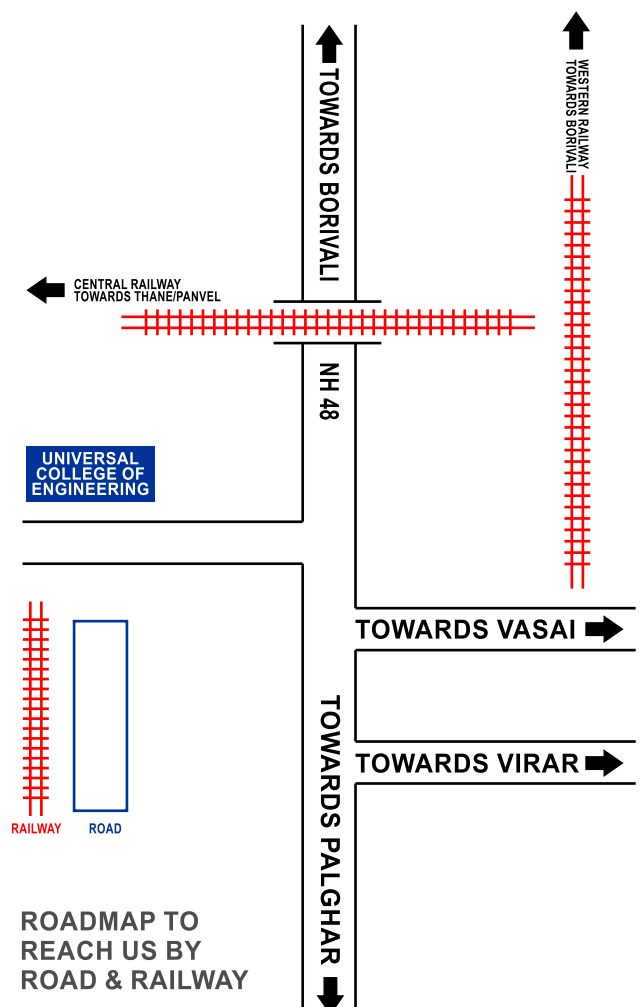 TOWARDS BORIVALI
WESTERN RAILWAY
TOWARDS BORIVALI
CENTRAL RAILWAY
TOWARDS THANE/PANVEL
NH 48
UNIVERSAL
COLLEGE OF
ENGINEERING
TOWARDS VASAI
TOWARDS VIRAR
TOWARDS PALGHAR
RAILWAY
ROAD
ROADMAP TO
REACH US BY
ROAD & RAILWAY